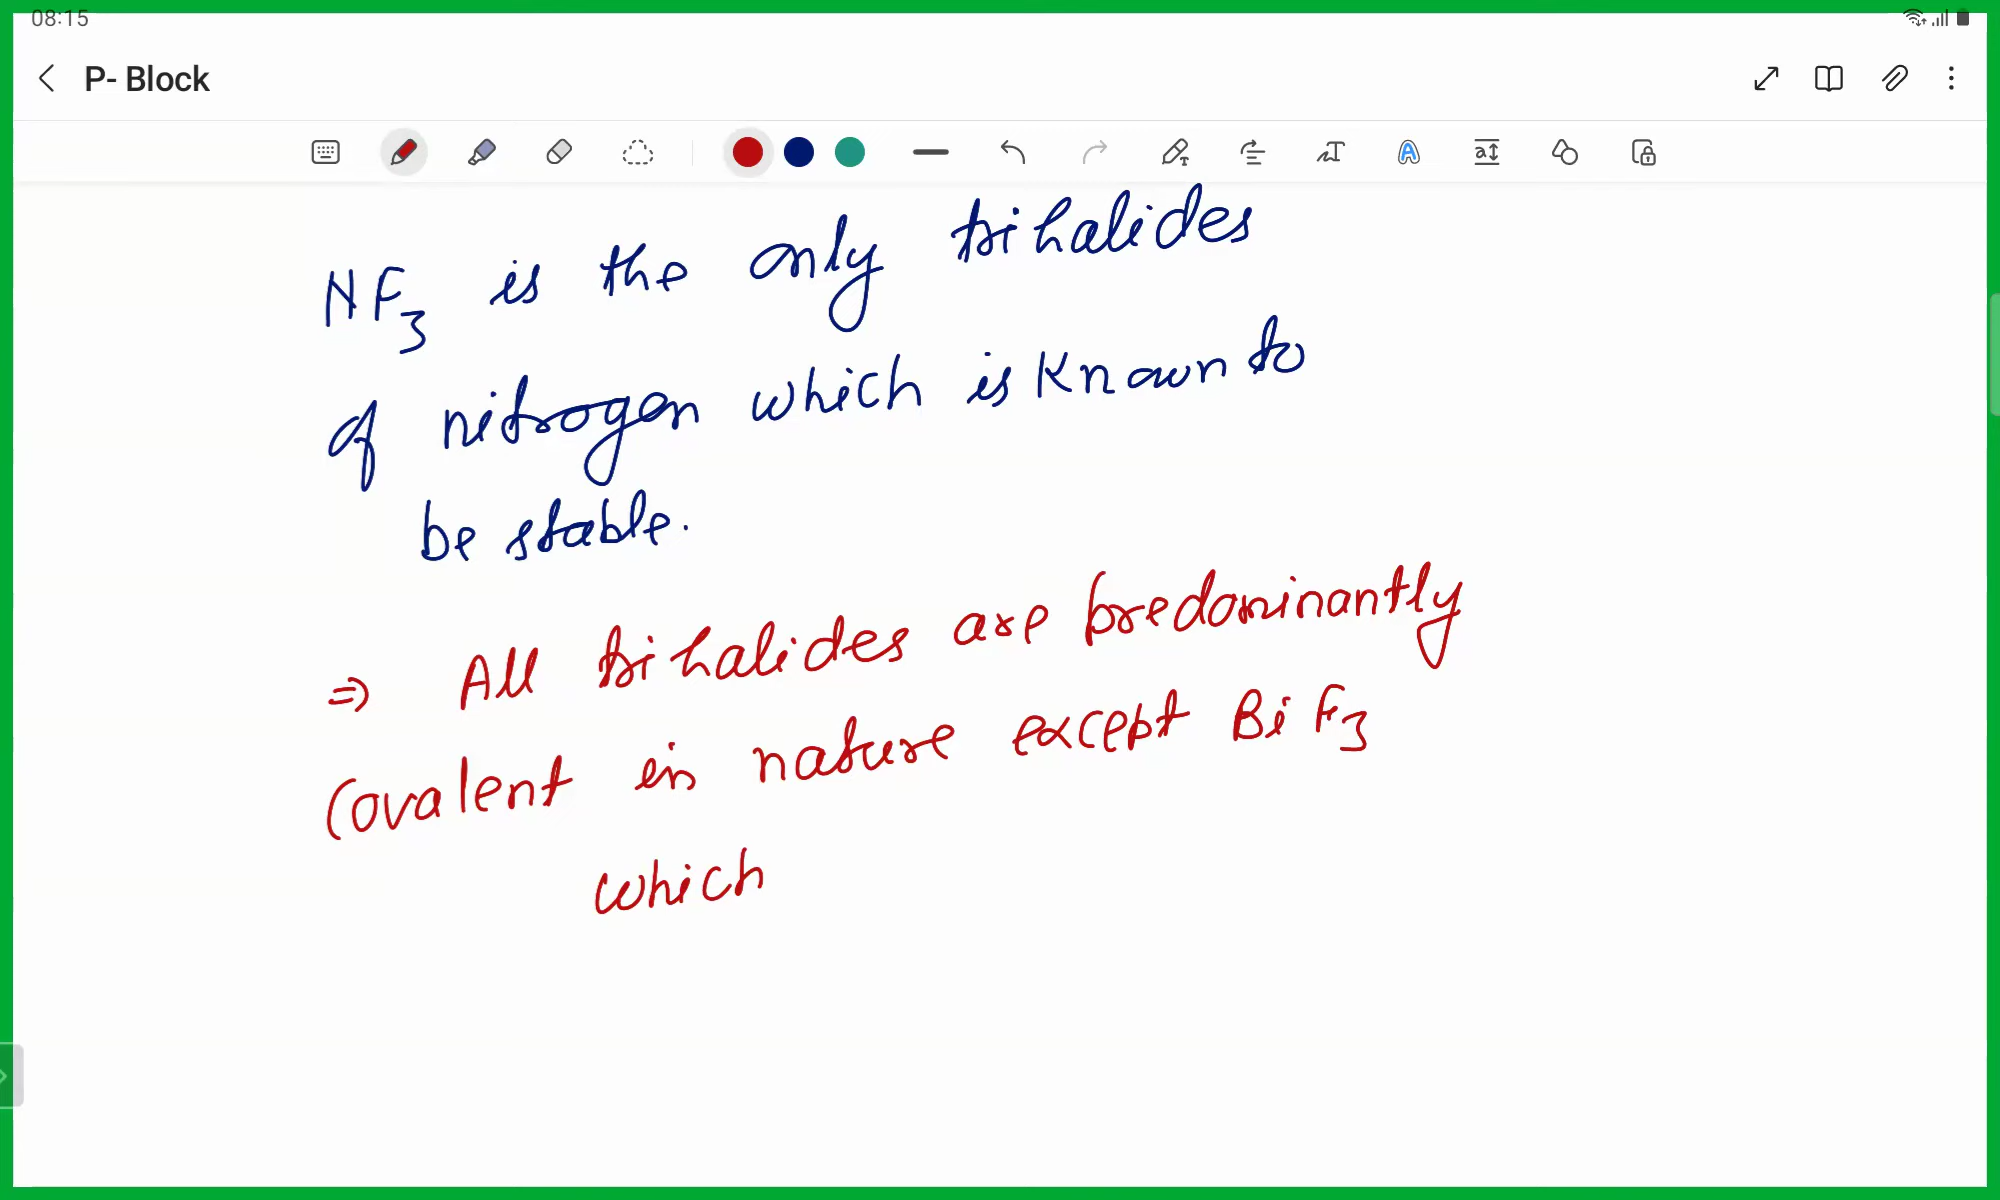 08:15
P- Block
NF3 is the only trihalides
of nitrogen which is known to
be stable.
⇒ All trihalides are predominantly
covalent in nature except BiF3
which